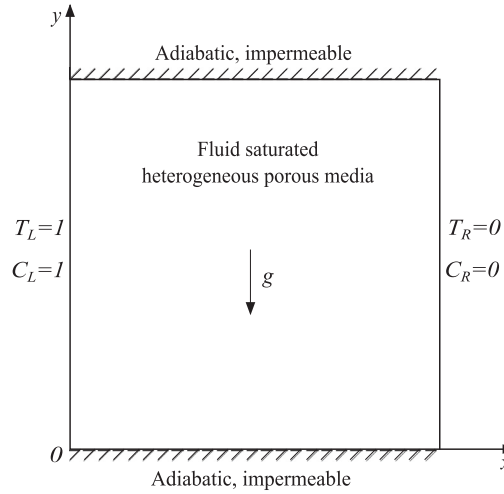 y
Adiabatic, impermeable
Fluid saturated
heterogeneous porous media
T_L=1
T_R=0
C_L=1
C_R=0
g
0
x
Adiabatic, impermeable